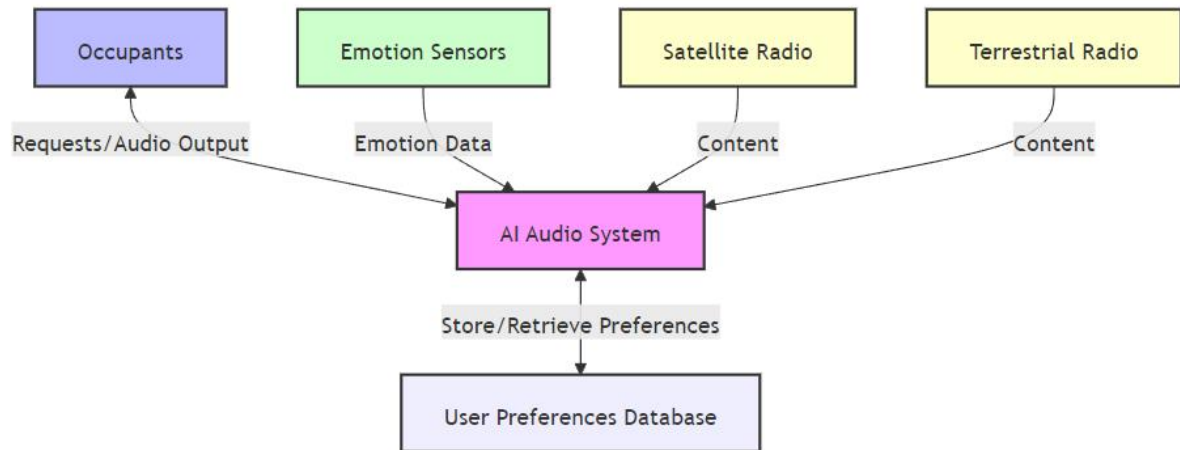 Occupants
Emotion Sensors
Satellite Radio
Terrestrial Radio
Requests/Audio Output
Emotion Data
Content
Content
AI Audio System
Store/Retrieve Preferences
User Preferences Database